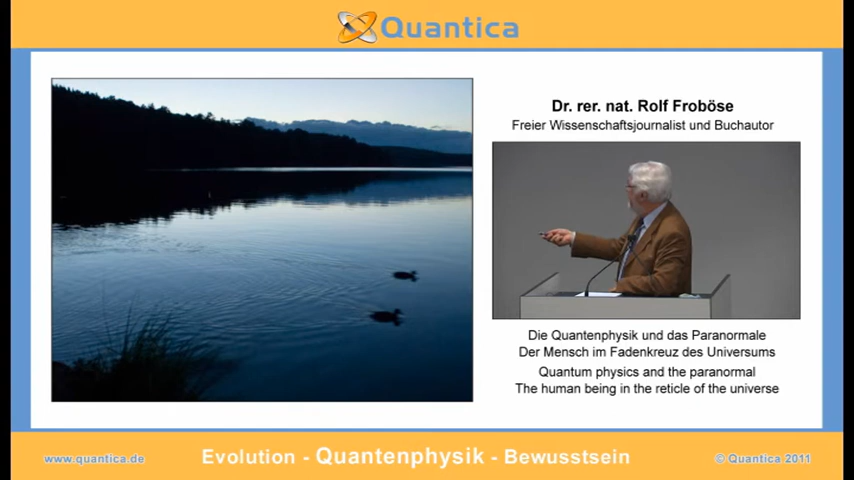 Quantica
Dr. rer. nat. Rolf Froböse
Freier Wissenschaftsjournalist und Buchautor
Die Quantenphysik und das Paranormale
Der Mensch im Fadenkreuz des Universums
Quantum physics and the paranormal
The human being in the reticle of the universe
www.quantica.de
Evolution - Quantenphysik - Bewusstsein
© Quantica 2011